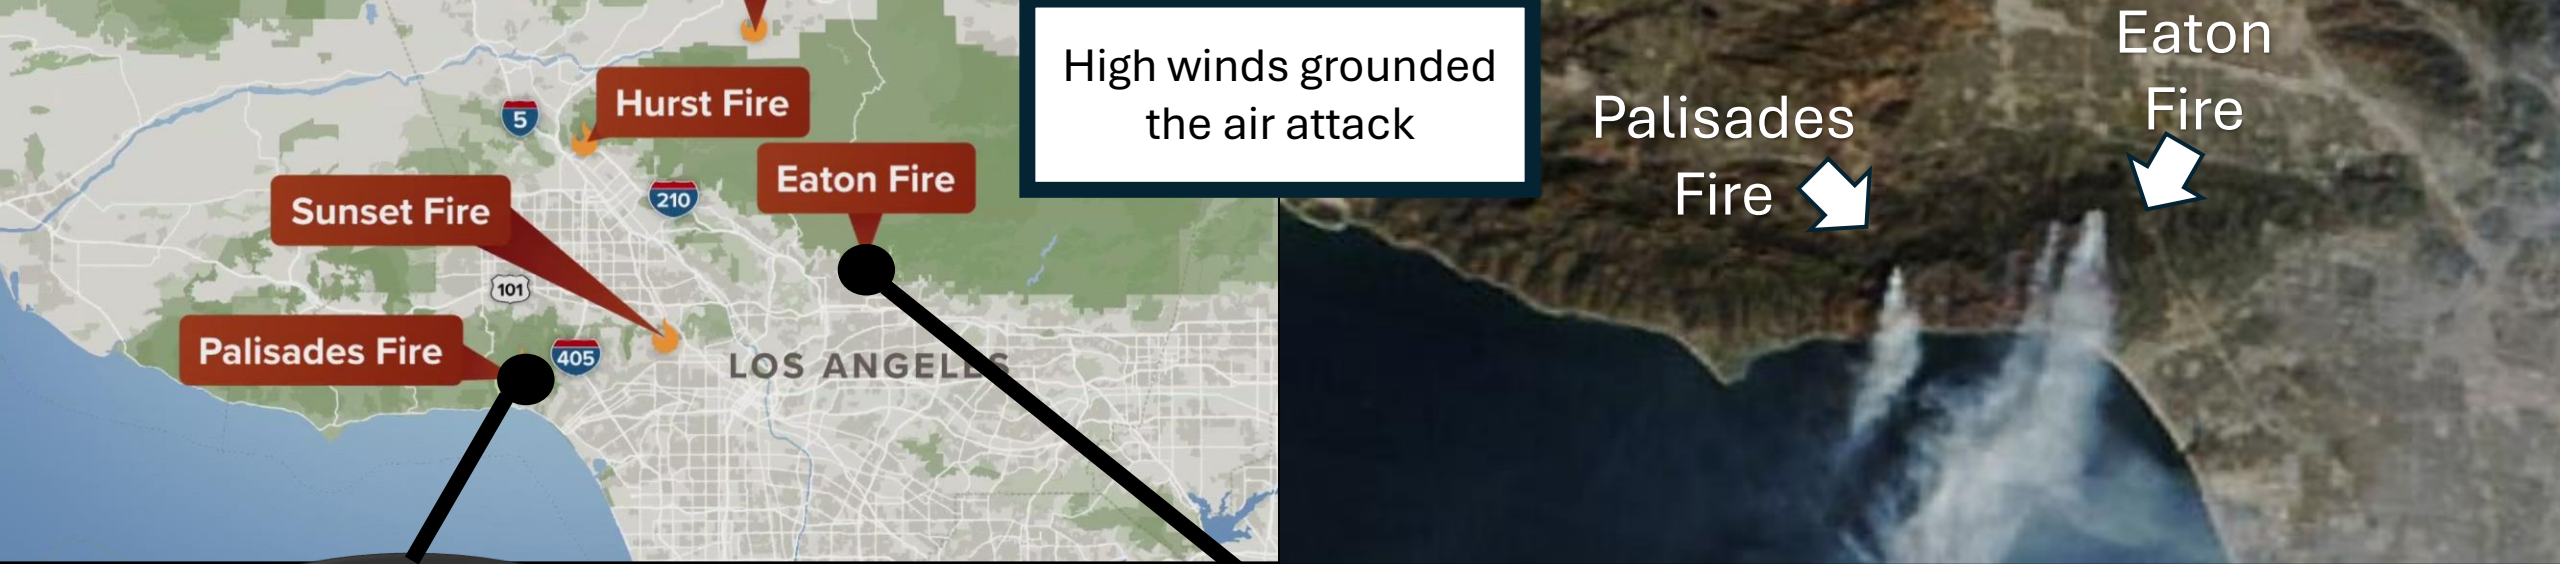 Hurst Fire
5
Eaton Fire
210
Sunset Fire
101
Palisades Fire
405
LOS ANGELES
High winds grounded
the air attack
Palisades
Fire
Eaton
Fire